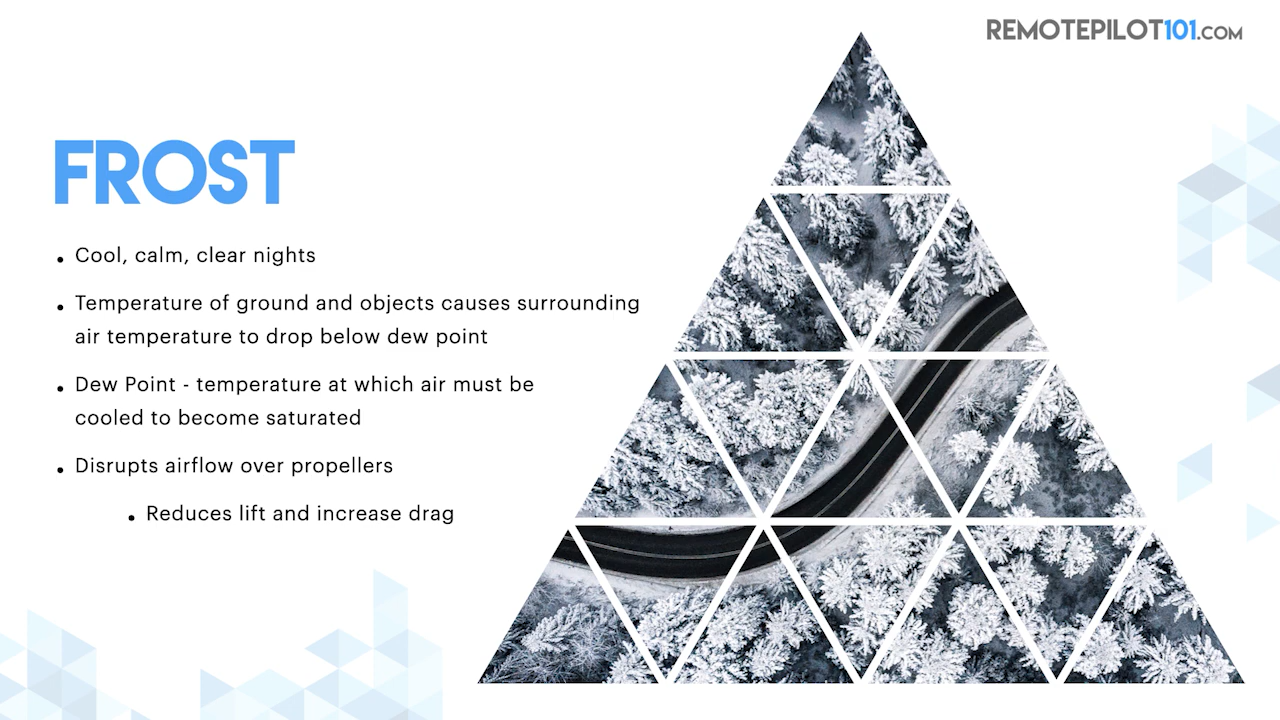 REMOTEPILOT101.COM
FROST
• Cool, calm, clear nights
• Temperature of ground and objects causes surrounding
air temperature to drop below dew point
• Dew Point - temperature at which air must be
cooled to become saturated
• Disrupts airflow over propellers
• Reduces lift and increase drag